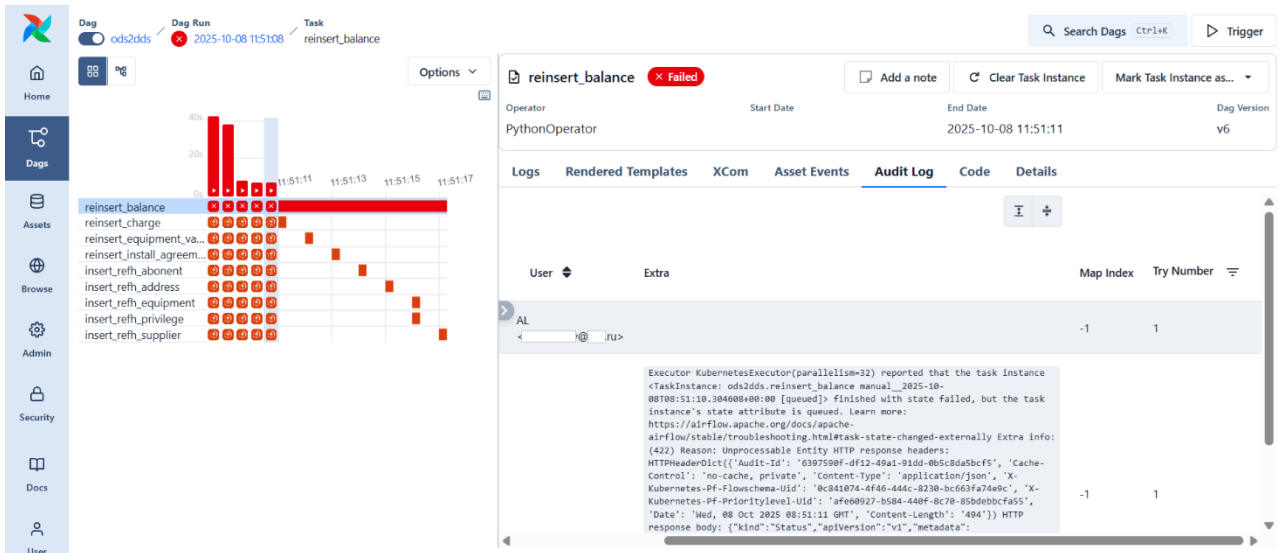 Dag
ods2dds
Dag Run
2025-10-08 11:51:08
Task
reinsert_balance
Search Dags Ctrl+K
Trigger
Home
Dags
Assets
Browse
Admin
Security
Docs
User
Options
40s
20s
0s
11:51:11 11:51:13 11:51:15 11:51:17
reinsert_balance
reinsert_charge
reinsert_equipment_va...
reinsert_install_agreem...
insert_refh_abonent
insert_refh_address
insert_refh_equipment
insert_refh_privilege
insert_refh_supplier
reinsert_balance Failed
Add a note
Clear Task Instance
Mark Task Instance as...
Operator Start Date End Date Dag Version
PythonOperator 2025-10-08 11:51:11 v6
Logs Rendered Templates XCom Asset Events Audit Log Code Details
User Extra Map Index Try Number
AL
< y@ .ru>
-1 1
Executor KubernetesExecutor(parallelism=32) reported that the task instance
<TaskInstance: ods2dds.reinsert_balance manual__2025-10-
08T08:51:10.304608+00:00 [queued]> finished with state failed, but the task
instance's state attribute is queued. Learn more:
https://airflow.apache.org/docs/apache-
airflow/stable/troubleshooting.html#task-state-changed-externally Extra info:
(422) Reason: Unprocessable Entity HTTP response headers:
HTTPHeaderDict({'Audit-Id': '6397590f-df12-49a1-91dd-0b5c8da5bcf5', 'Cache-
Control': 'no-cache, private', 'Content-Type': 'application/json', 'X-
Kubernetes-Pf-Flowschema-Uid': '0c841074-4f46-444c-8230-bc663fa74e9c', 'X-
Kubernetes-Pf-Prioritylevel-Uid': 'afe60927-b584-440f-8c70-85bdebbcfa55',
'Date': 'Wed, 08 Oct 2025 08:51:11 GMT', 'Content-Length': '494'}) HTTP
response body: {"kind":"Status","apiVersion":"v1","metadata":
-1 1